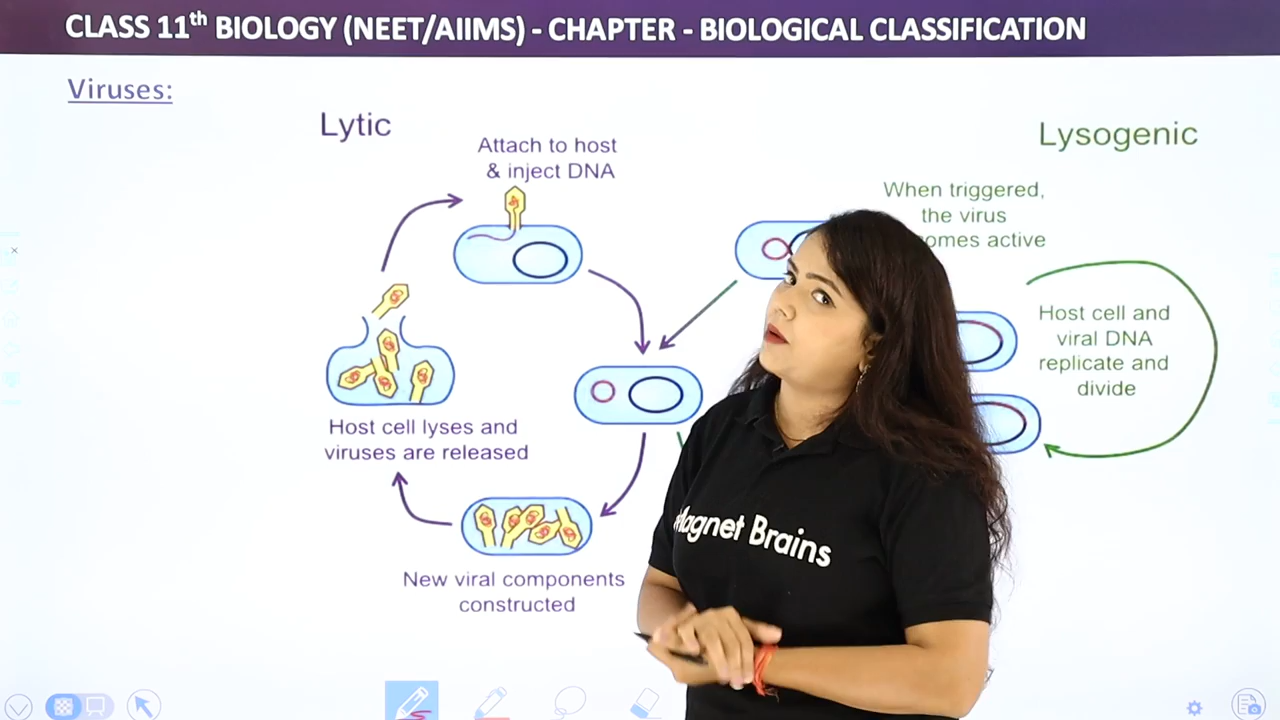 CLASS 11th BIOLOGY (NEET/AIIMS) - CHAPTER - BIOLOGICAL CLASSIFICATION
Viruses:
Lytic
Attach to host
& inject DNA
Host cell lyses and
viruses are released
New viral components
constructed
Lysogenic
When triggered,
the virus
active
Host cell and
viral DNA
replicate and
divide
Magnet Brains